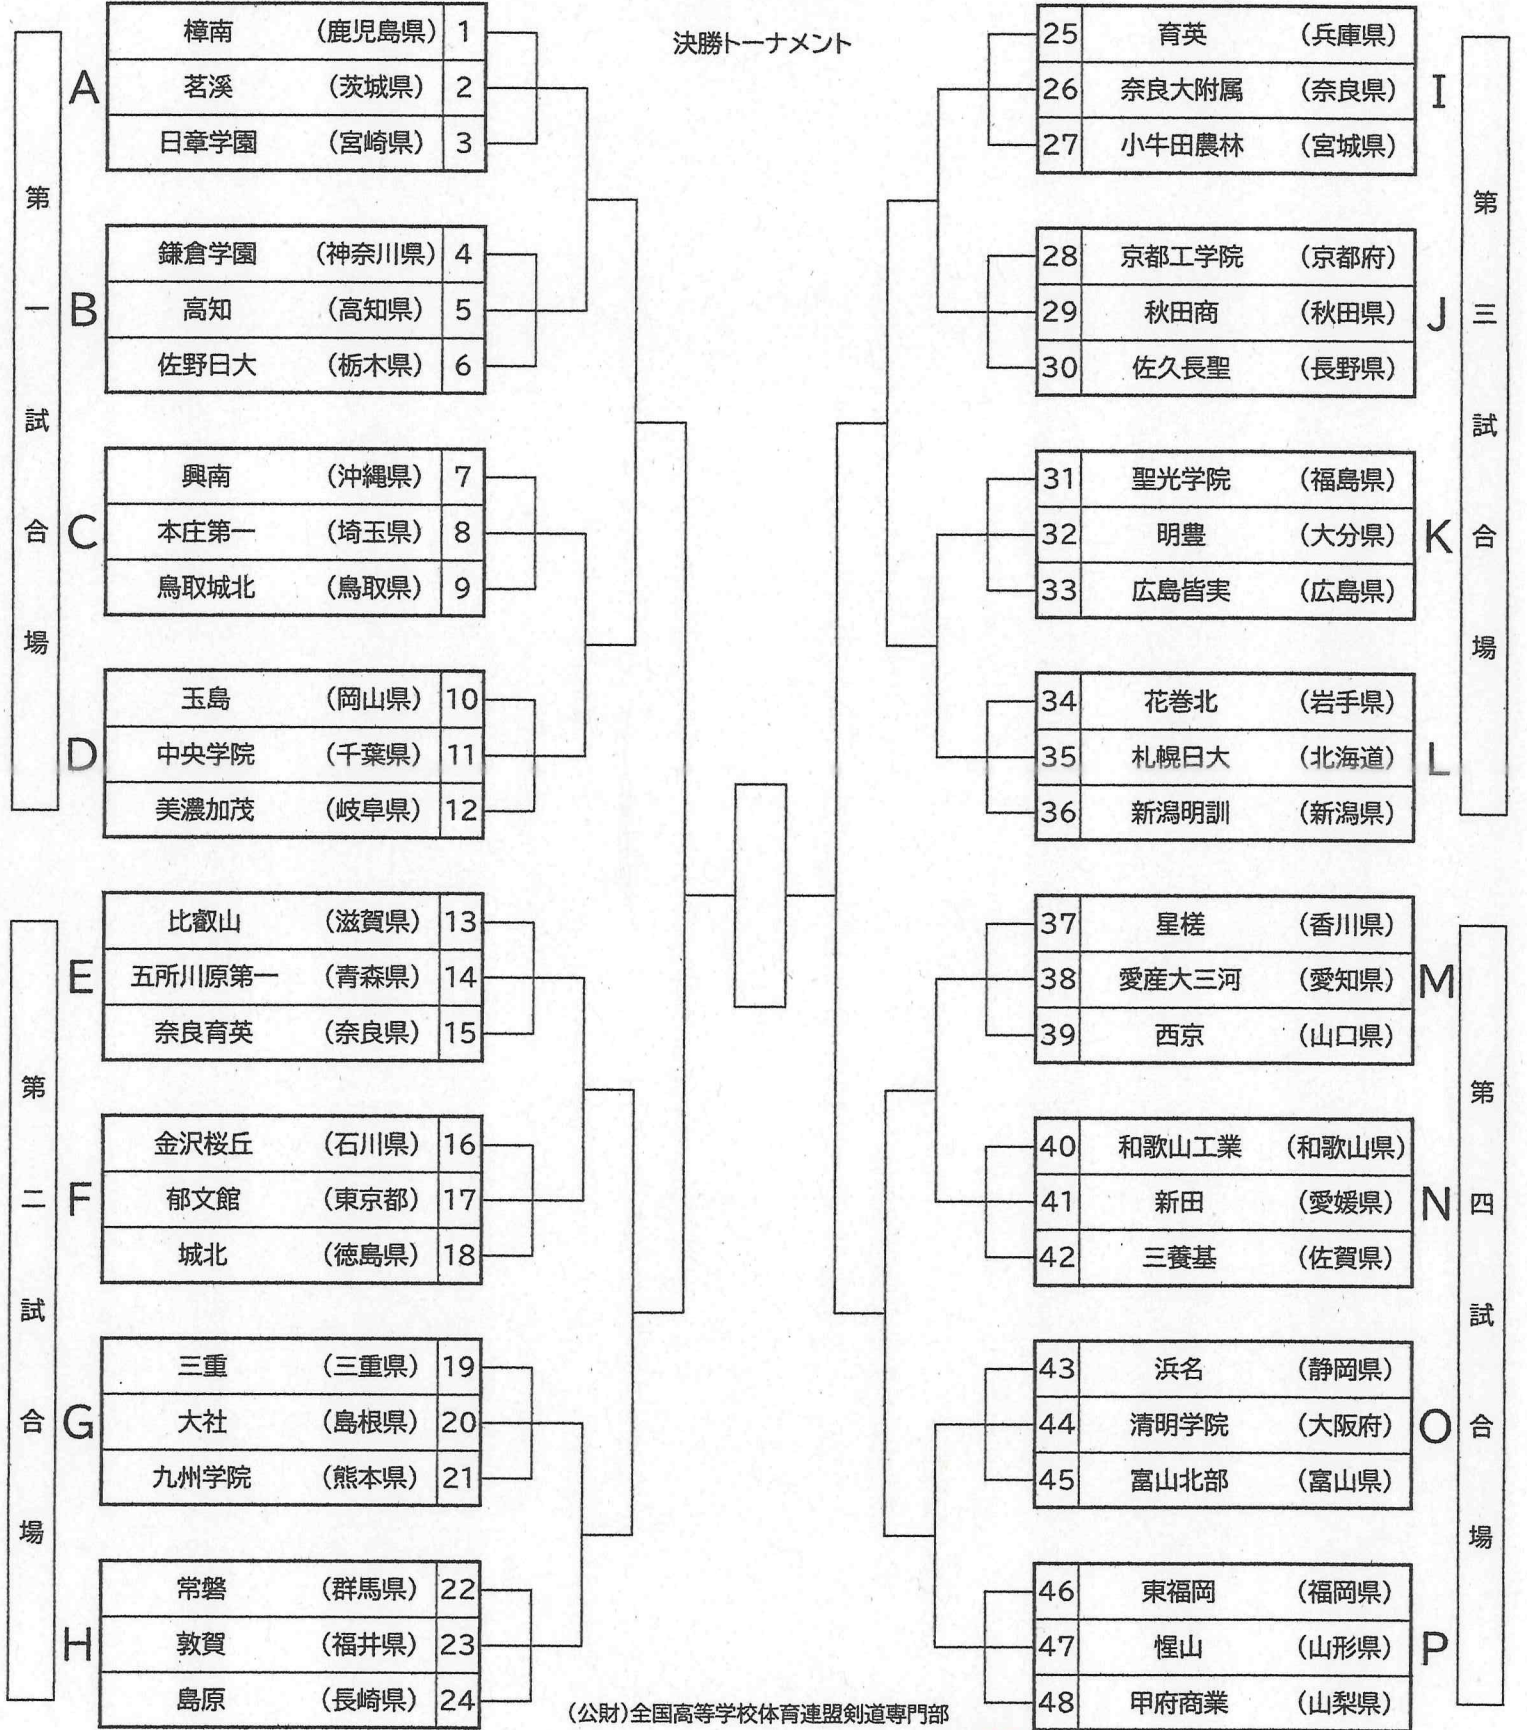 決勝トーナメント
第一試合場
A
樟南 (鹿児島県) 1
茗溪 (茨城県) 2
日章学園 (宮崎県) 3
B
鎌倉学園 (神奈川県) 4
高知 (高知県) 5
佐野日大 (栃木県) 6
C
興南 (沖縄県) 7
本庄第一 (埼玉県) 8
鳥取城北 (鳥取県) 9
D
玉島 (岡山県) 10
中央学院 (千葉県) 11
美濃加茂 (岐阜県) 12
第二試合場
E
比叡山 (滋賀県) 13
五所川原第一 (青森県) 14
奈良育英 (奈良県) 15
F
金沢桜丘 (石川県) 16
郁文館 (東京都) 17
城北 (徳島県) 18
G
三重 (三重県) 19
大社 (島根県) 20
九州学院 (熊本県) 21
H
常磐 (群馬県) 22
敦賀 (福井県) 23
島原 (長崎県) 24
第三試合場
I
25 育英 (兵庫県)
26 奈良大附属 (奈良県)
27 小牛田農林 (宮城県)
J
28 京都工学院 (京都府)
29 秋田商 (秋田県)
30 佐久長聖 (長野県)
K
31 聖光学院 (福島県)
32 明豊 (大分県)
33 広島皆実 (広島県)
L
34 花巻北 (岩手県)
35 札幌日大 (北海道)
36 新潟明訓 (新潟県)
第四試合場
M
37 星槎 (香川県)
38 愛産大三河 (愛知県)
39 西京 (山口県)
N
40 和歌山工業 (和歌山県)
41 新田 (愛媛県)
42 三養基 (佐賀県)
O
43 浜名 (静岡県)
44 清明学院 (大阪府)
45 富山北部 (富山県)
P
46 東福岡 (福岡県)
47 惺山 (山形県)
48 甲府商業 (山梨県)
(公財)全国高等学校体育連盟剣道専門部